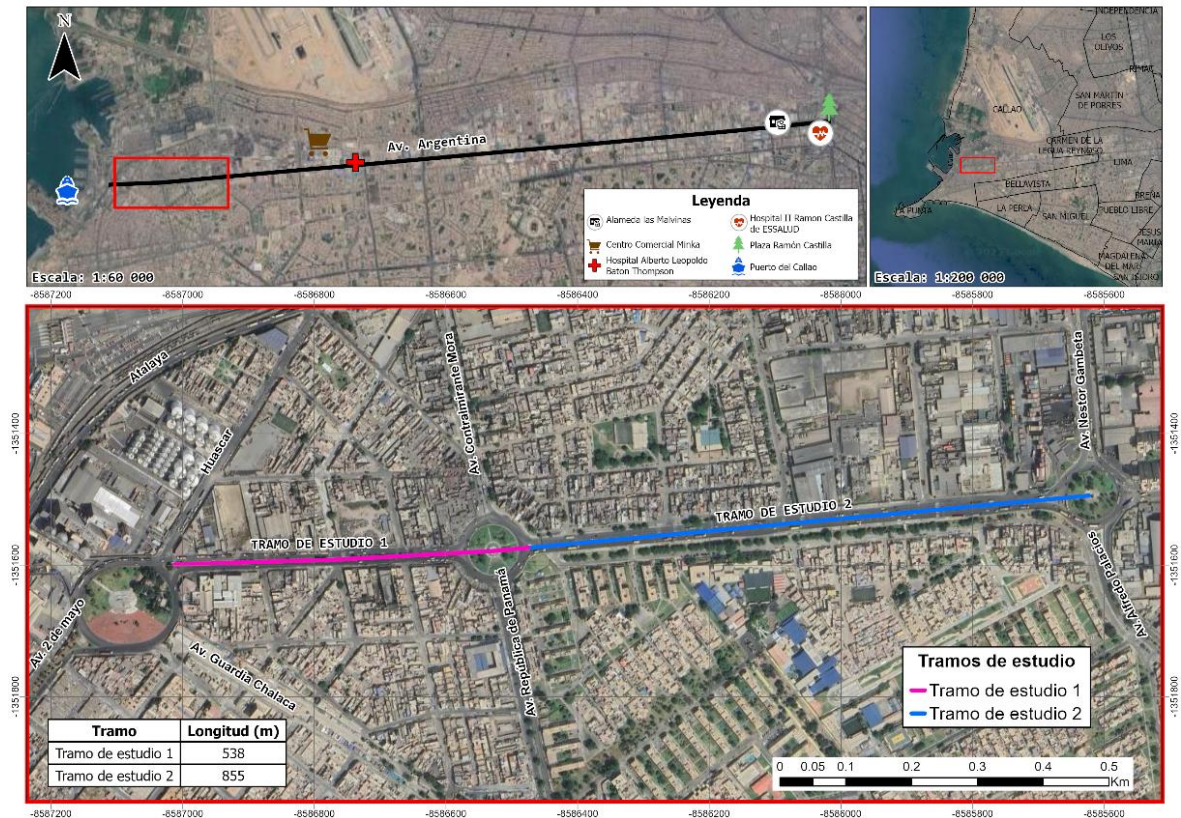 N
Av. Argentina
Leyenda
Alameda las Malvinas
Hospital II Ramon Castilla
de ESSALUD
Centro Comercial Minka
Plaza Ramón Castilla
Hospital Alberto Leopoldo
Baton Thompson
Puerto del Callao
Escala: 1:60 000
INDEPENDENCIA
LOS
OLIVOS
RIMAC
SAN MARTÍN
DE PORRES
CALLAO
CARMEN DE LA
LEGUA REYNOSO
LIMA
BELLAVISTA
BREÑA
LA PUNTA
LA PERLA
SAN MIGUEL
PUEBLO LIBRE
JESUS
MARÍA
MAGDALENA
DEL MAR
SAN ISIDRO
Escala: 1:200 000
-8587200 -8587000 -8586800 -8586600 -8586400 -8586200 -8586000 -8585800 -8585600
Atalaya
Huascar
Av. Contralmirante Mora
Av. Nestor Gambeta
-1351400 -1351400
TRAMO DE ESTUDIO 1
TRAMO DE ESTUDIO 2
-1351600 -1351600
Av. 2 de mayo
Av. Guardia Chalaca
Av. República de Panamá
Av. Alfredo Palacios
-1351800 -1351800
Tramos de estudio
Tramo de estudio 1
Tramo de estudio 2
Tramo Longitud (m)
Tramo de estudio 1 538
Tramo de estudio 2 855
0 0.05 0.1 0.2 0.3 0.4 0.5
Km
-8587200 -8587000 -8586800 -8586600 -8586400 -8586200 -8586000 -8585800 -8585600